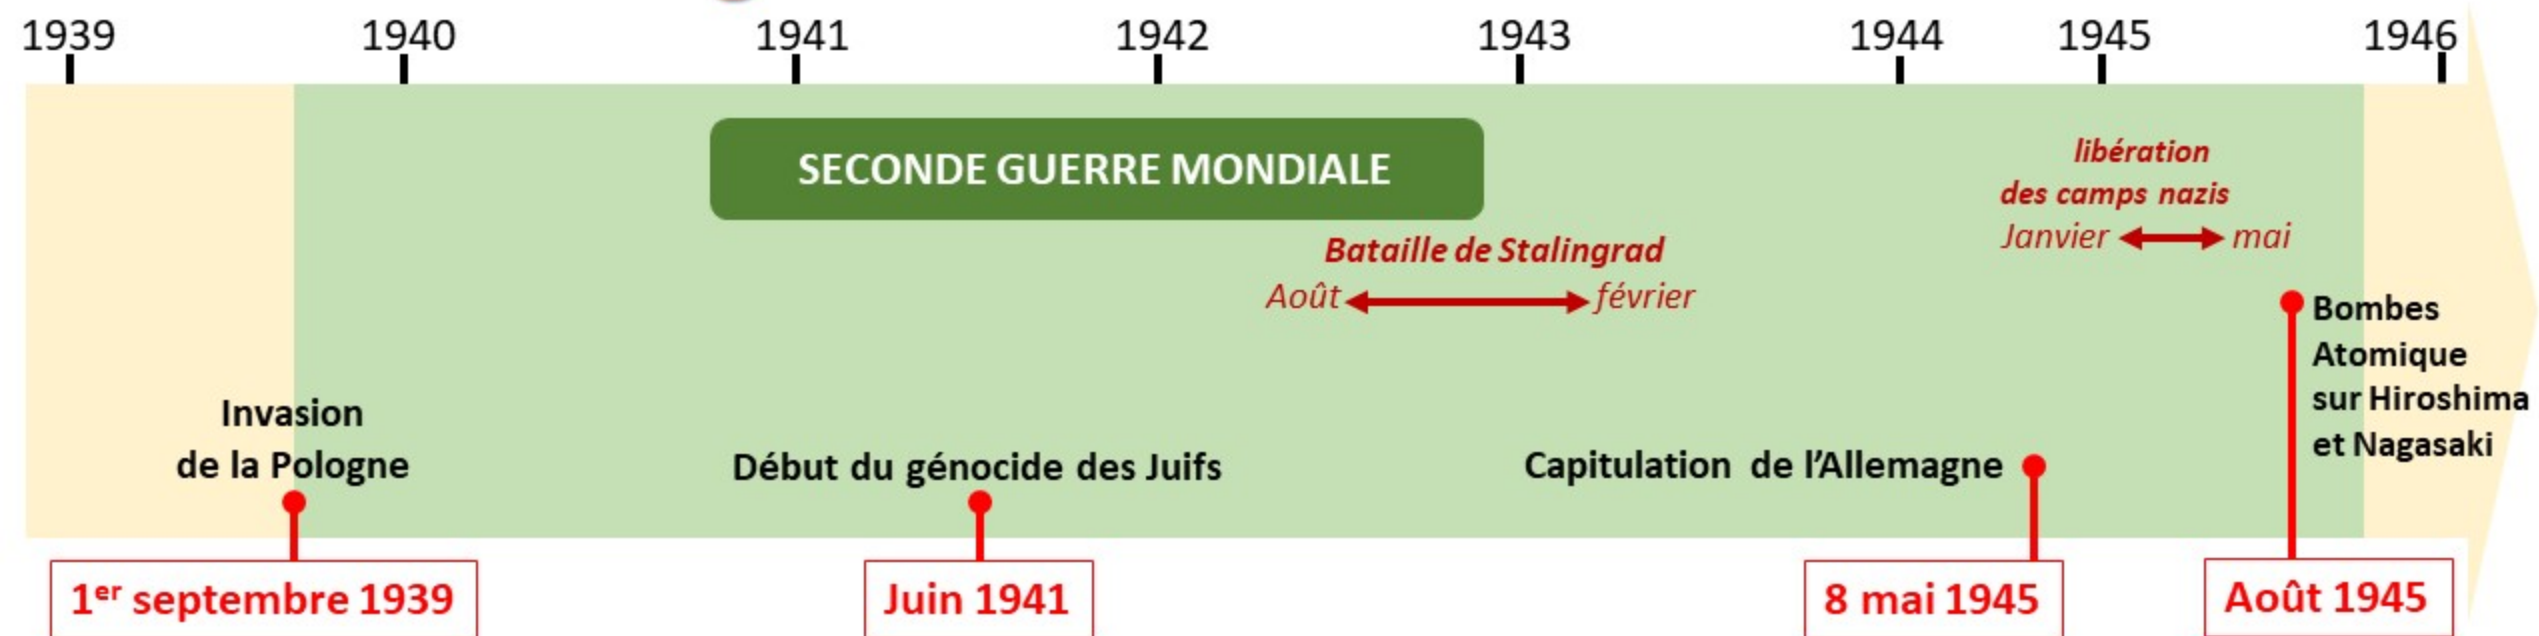 1939 1940 1941 1942 1943 1944 1945 1946
SECONDE GUERRE MONDIALE
libération
des camps nazis
Janvier mai
Bataille de Stalingrad
Août février
Bombes
Atomique
sur Hiroshima
et Nagasaki
Invasion
de la Pologne
Début du génocide des Juifs
Capitulation de l’Allemagne
1er septembre 1939
Juin 1941
8 mai 1945
Août 1945